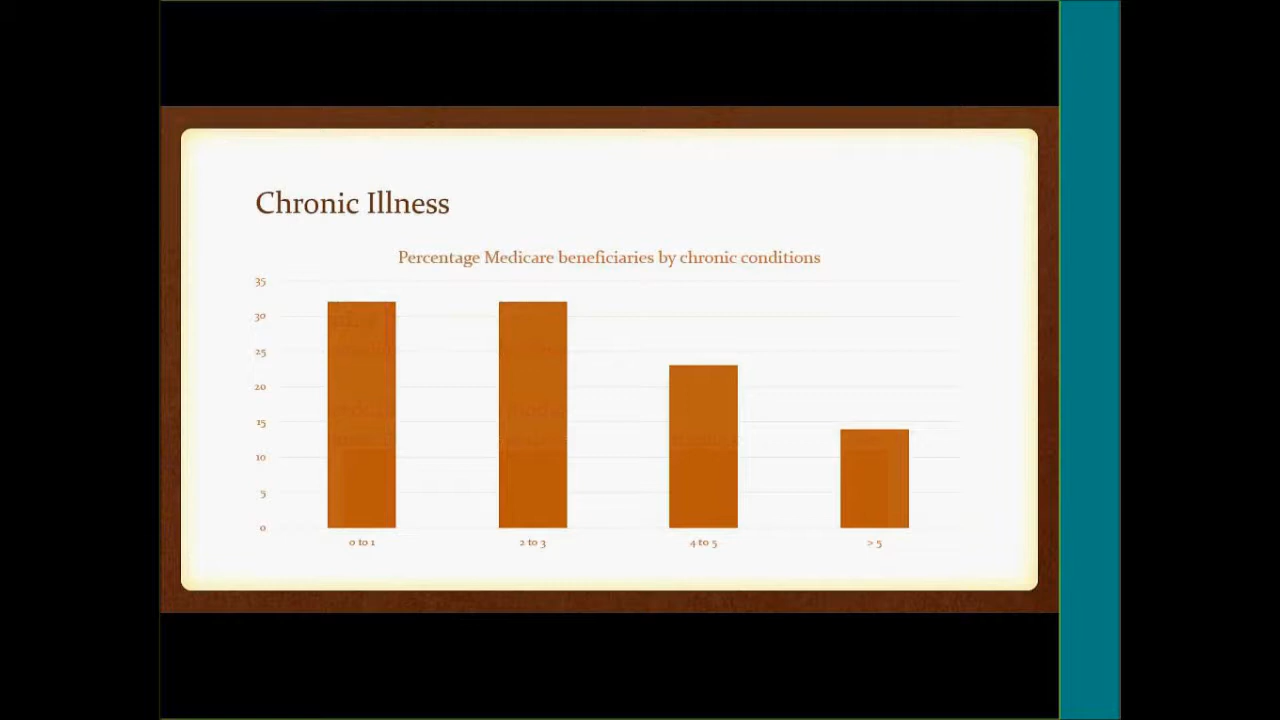 Chronic Illness
Percentage Medicare beneficiaries by chronic conditions
35
30
25
20
15
10
5
0
0 to 1
2 to 3
4 to 5
> 5